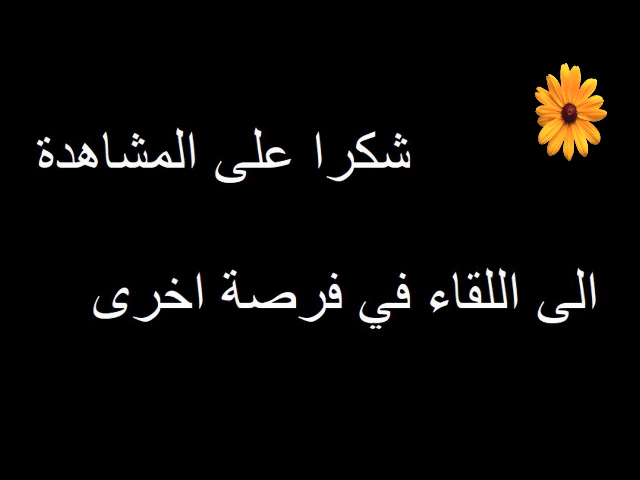 شكرا على المشاهدة
الى اللقاء في فرصة اخرى